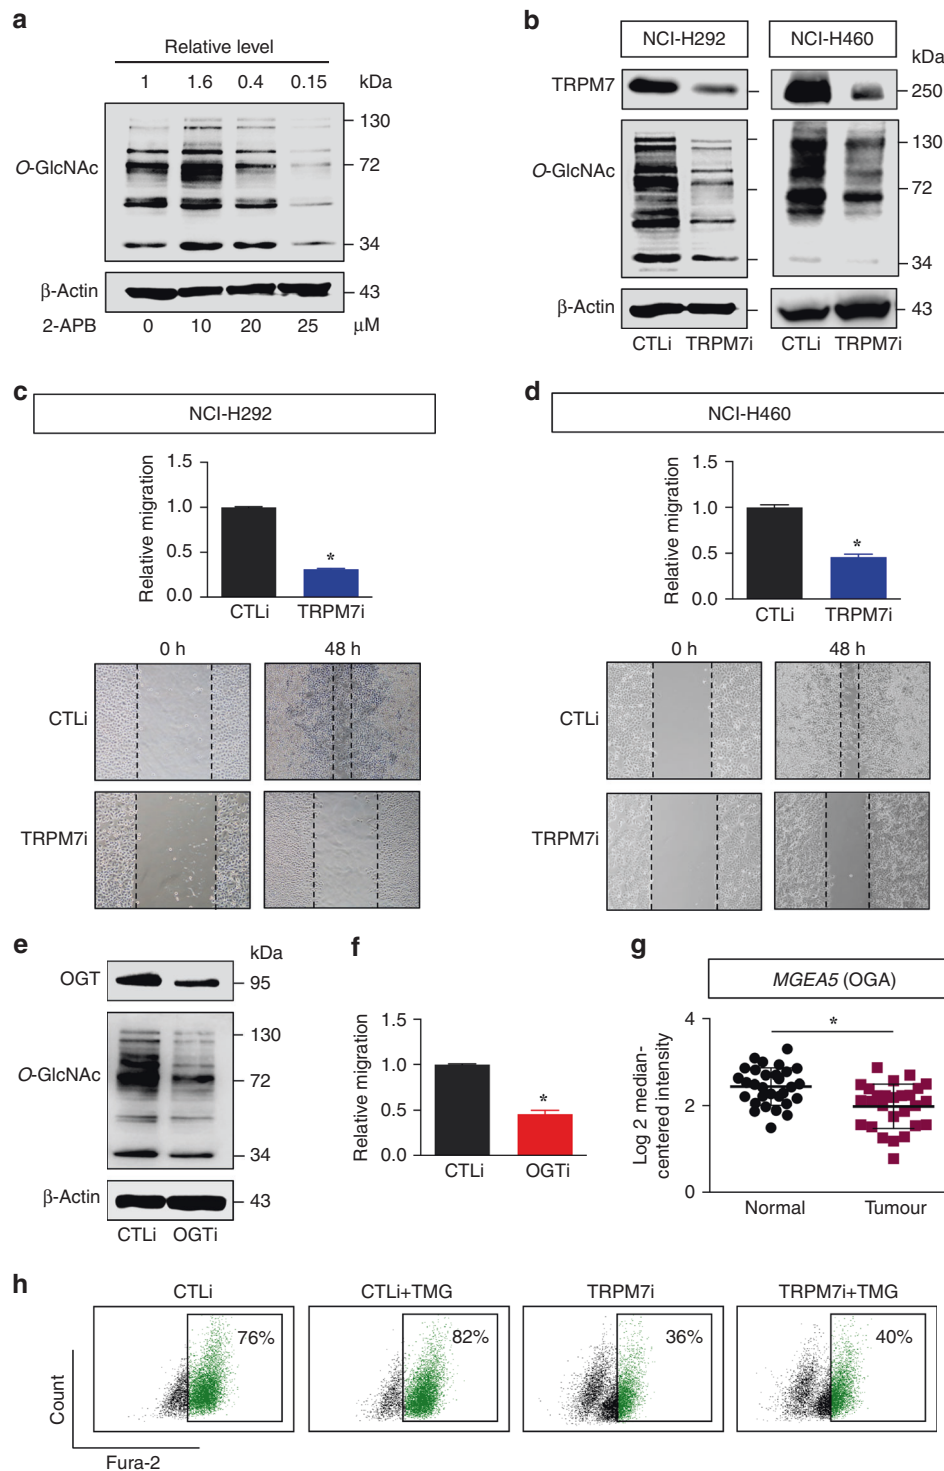 a
Relative level
1 1.6 0.4 0.15 kDa
130
O-GlcNAc
72
34
β-Actin
43
2-APB 0 10 20 25 μM
b
NCI-H292 NCI-H460
kDa
TRPM7
250
O-GlcNAc
130
72
34
β-Actin
43
CTLi TRPM7i CTLi TRPM7i
c
NCI-H292
Relative migration
1.5
1.0
0.5
0.0
*
CTLi TRPM7i
0 h 48 h
CTLi
TRPM7i
d
NCI-H460
Relative migration
1.5
1.0
0.5
0.0
*
CTLi TRPM7i
0 h 48 h
CTLi
TRPM7i
e
kDa
OGT
95
O-GlcNAc
130
72
34
β-Actin
43
CTLi OGTi
f
Relative migration
1.5
1.0
0.5
0.0
*
CTLi OGTi
g
MGEA5 (OGA)
Log 2 median-
centered intensity
4
2
0
*
Normal Tumour
h
CTLi CTLi+TMG TRPM7i TRPM7i+TMG
76% 82% 36% 40%
Count
Fura-2